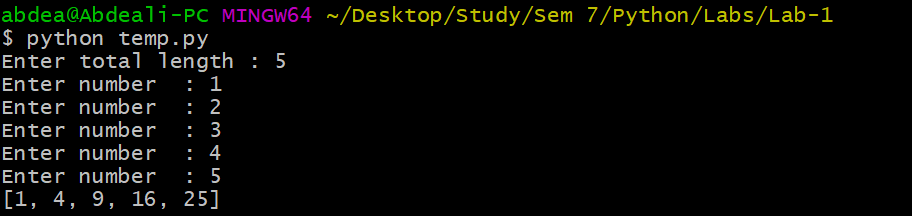 abdea@Abdeali-PC MINGW64 ~/Desktop/Study/Sem 7/Python/Labs/Lab-1
$ python temp.py
Enter total length : 5
Enter number  : 1
Enter number  : 2
Enter number  : 3
Enter number  : 4
Enter number  : 5
[1, 4, 9, 16, 25]